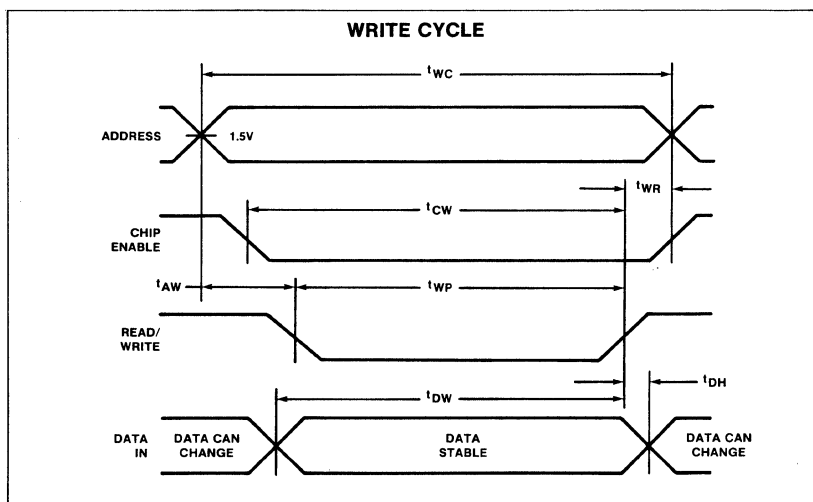 WRITE CYCLE
tWC
ADDRESS
1.5V
tWR
tCW
CHIP
ENABLE
tAW
tWP
READ/
WRITE
tDH
tDW
DATA
IN
DATA CAN
CHANGE
DATA
STABLE
DATA CAN
CHANGE